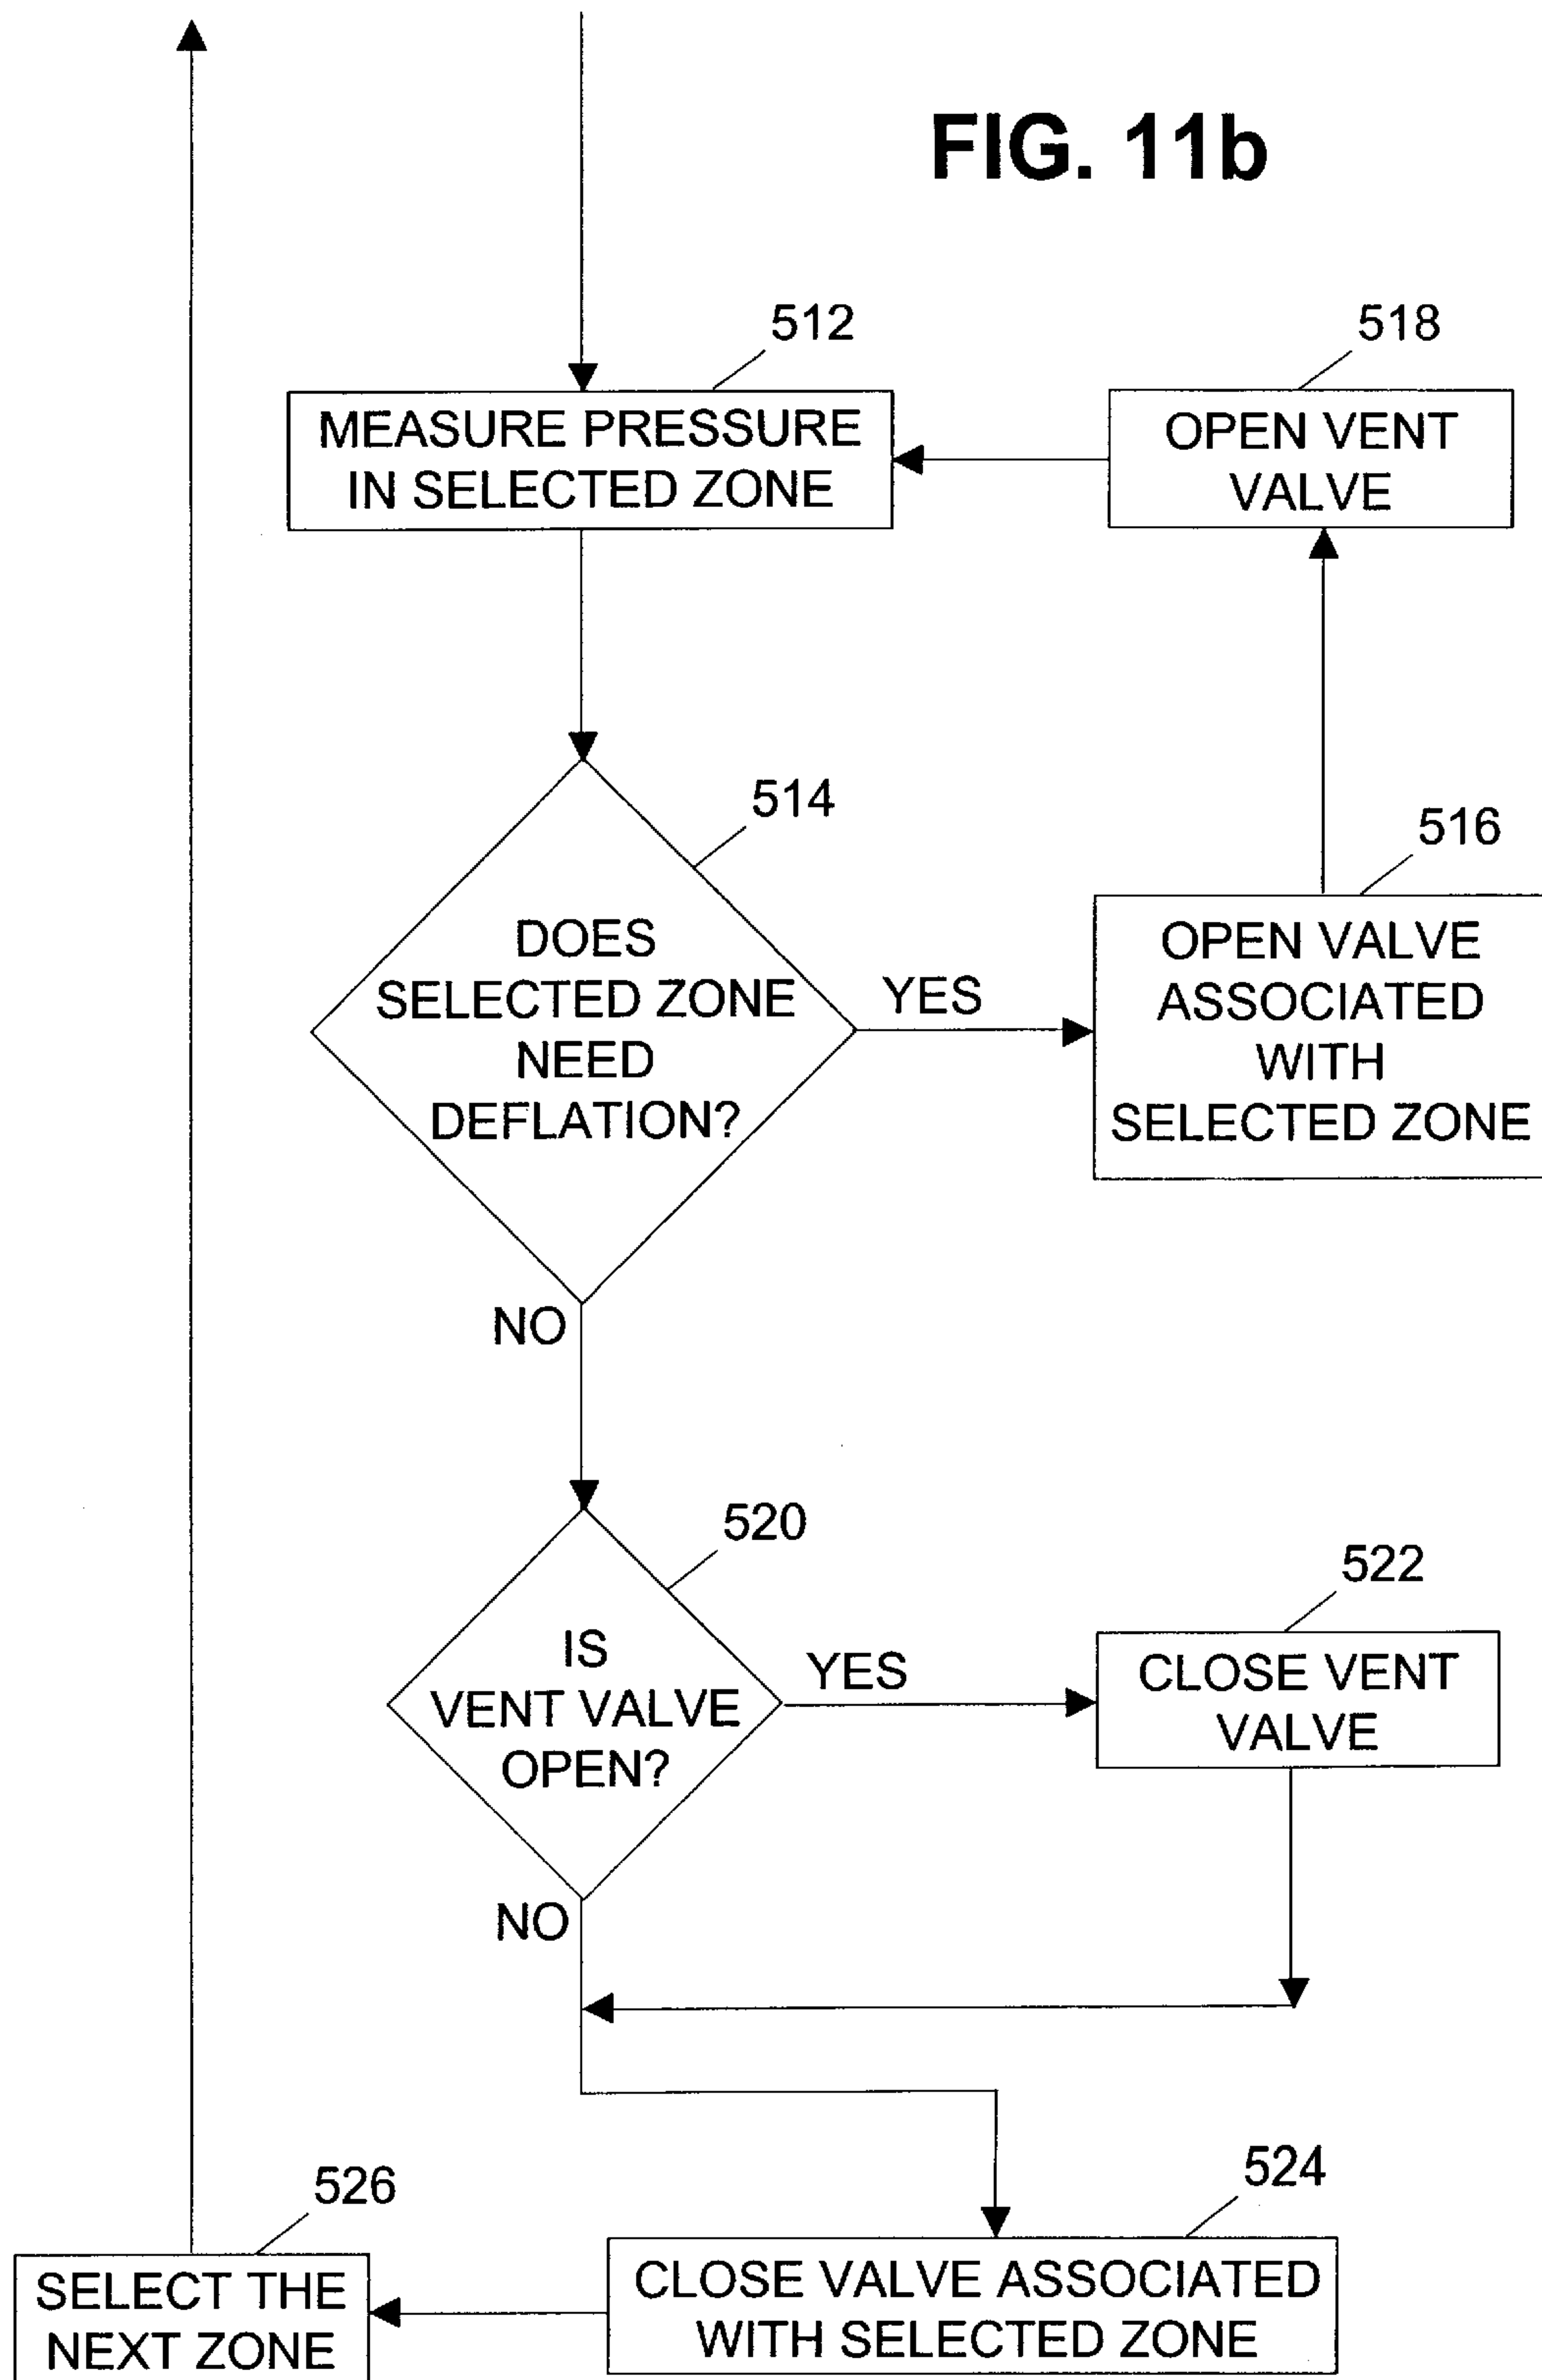 FIG. 11b
512
MEASURE PRESSURE
IN SELECTED ZONE
518
OPEN VENT
VALVE
514
DOES
SELECTED ZONE
NEED
DEFLATION?
YES
516
OPEN VALVE
ASSOCIATED
WITH
SELECTED ZONE
NO
520
IS
VENT VALVE
OPEN?
YES
522
CLOSE VENT
VALVE
NO
524
CLOSE VALVE ASSOCIATED
WITH SELECTED ZONE
526
SELECT THE
NEXT ZONE